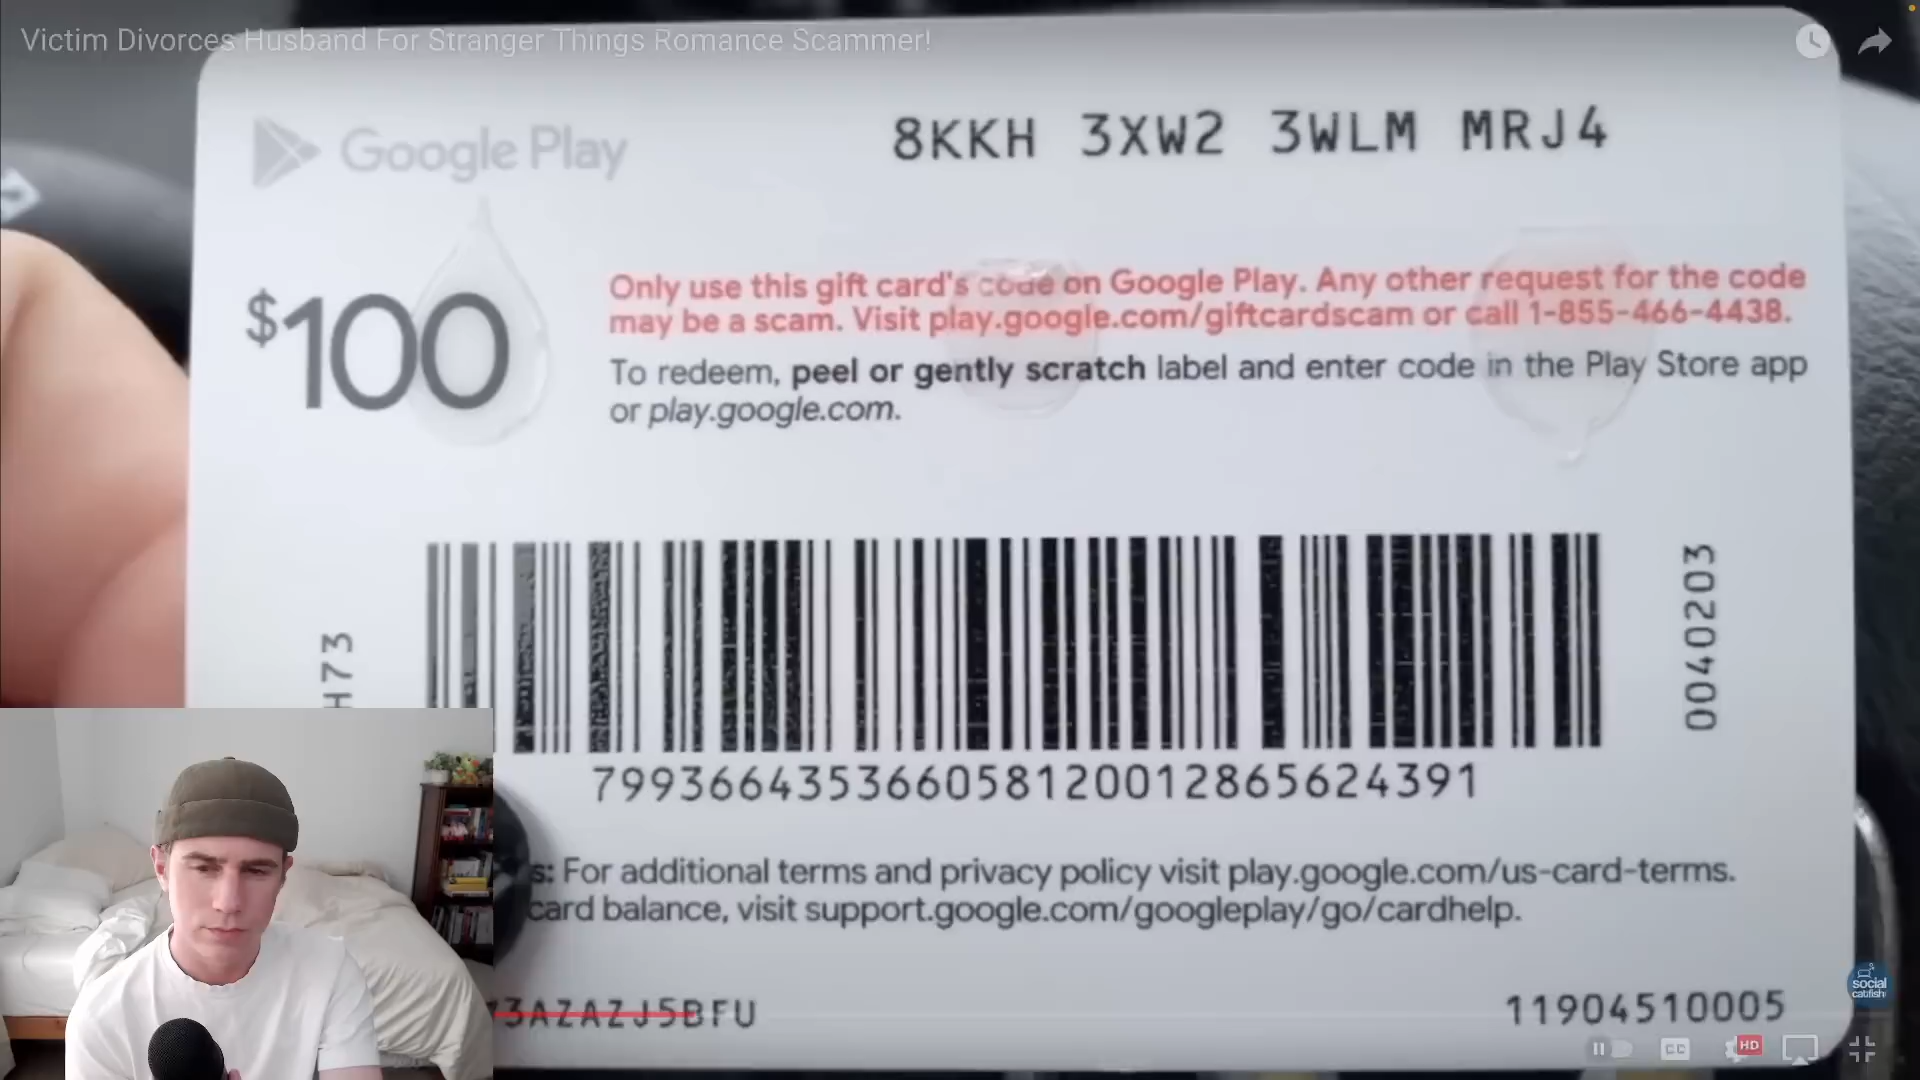 Victim Divorces Husband For Stranger Things Romance Scammer!
Google Play
8KKH 3XW2 3WLM MRJ4
$100
Only use this gift card's code on Google Play. Any other request for the code
may be a scam. Visit play.google.com/giftcardscam or call 1-855-466-4438.
To redeem, peel or gently scratch label and enter code in the Play Store app
or play.google.com.
H73
0040203
799366435366058120012865624391
s: For additional terms and privacy policy visit play.google.com/us-card-terms.
card balance, visit support.google.com/googleplay/go/cardhelp.
3AZAZJ5BFU
11904510005
social
catfish
CC
HD